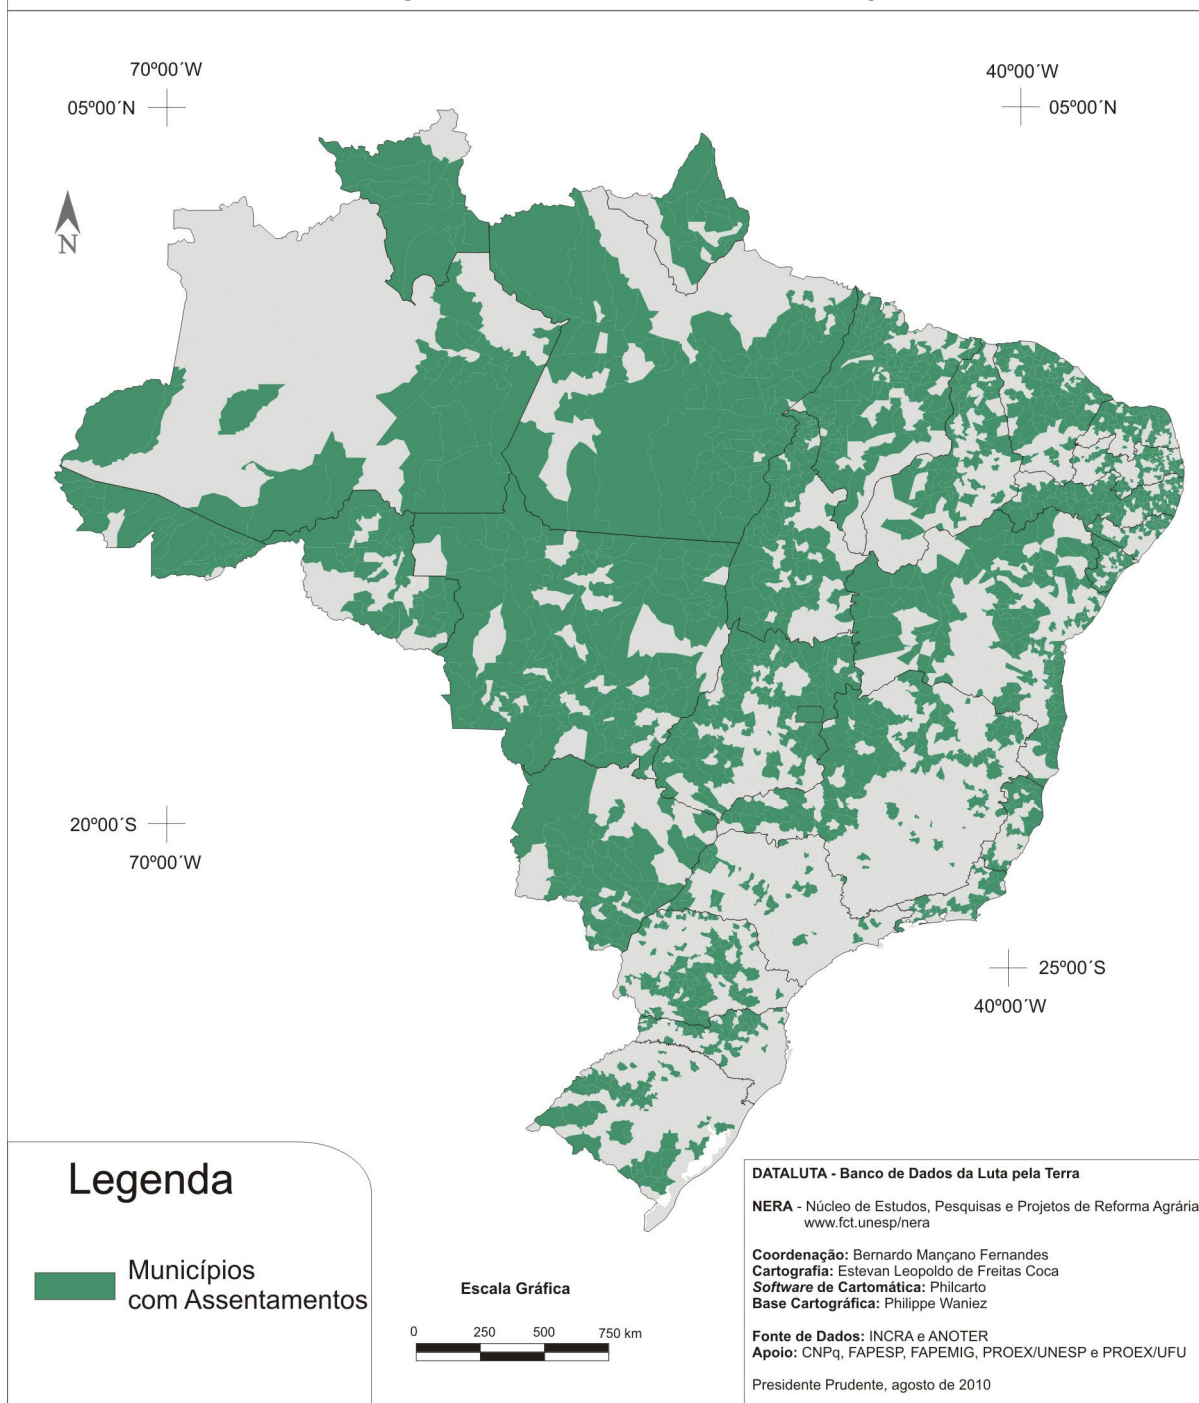 70º00´W
40º00´W
05º00´N
05º00´N
N
20º00´S
70º00´W
25º00´S
40º00´W
Legenda
Municípios
com Assentamentos
Escala Gráfica
0 250 500 750 km
DATALUTA - Banco de Dados da Luta pela Terra
NERA - Núcleo de Estudos, Pesquisas e Projetos de Reforma Agrária
www.fct.unesp/nera
Coordenação: Bernardo Mançano Fernandes
Cartografia: Estevan Leopoldo de Freitas Coca
Software de Cartomática: Philcarto
Base Cartográfica: Philippe Waniez
Fonte de Dados: INCRA e ANOTER
Apoio: CNPq, FAPESP, FAPEMIG, PROEX/UNESP e PROEX/UFU
Presidente Prudente, agosto de 2010